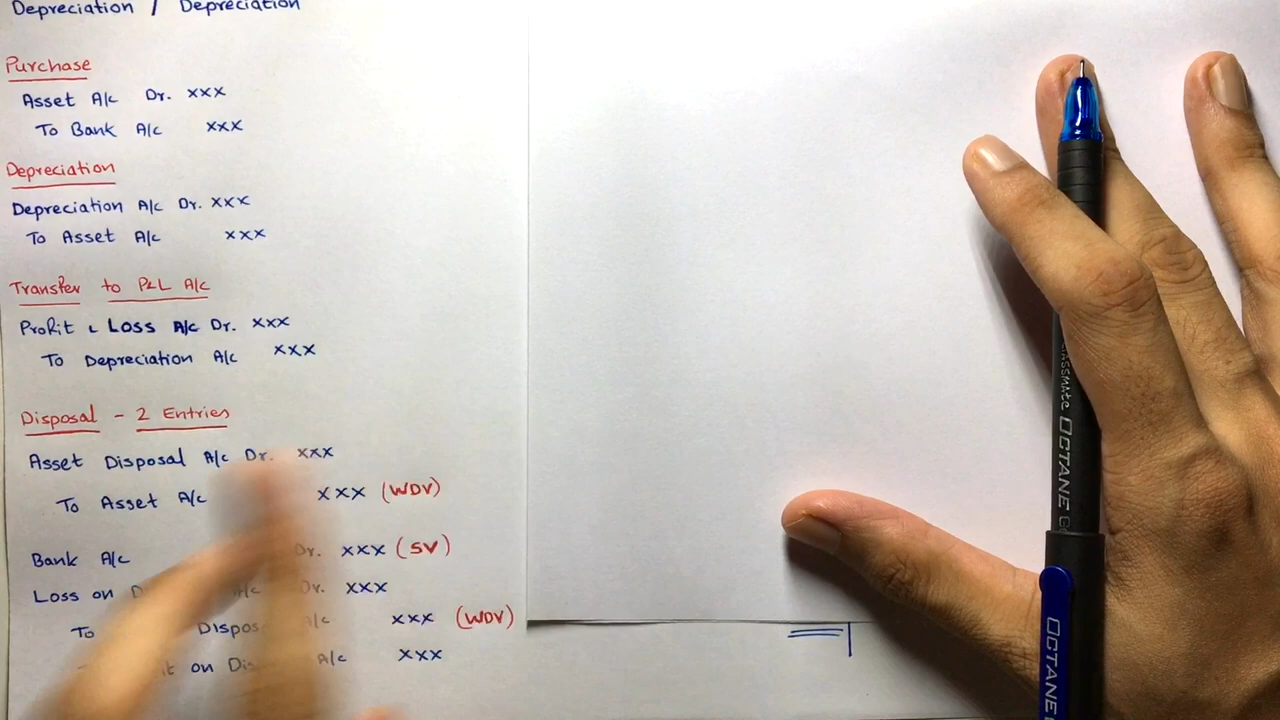 Depreciation / Depreciation
Purchase
Asset A/c Dr. xxx
To Bank A/c xxx
Depreciation
Depreciation A/c Dr. xxx
To Asset A/c xxx
Transfer to P&L A/c
Profit & Loss A/c Dr. xxx
To Depreciation A/c xxx
Disposal - 2 Entries
Asset Disposal A/c Dr. xxx
To Asset A/c xxx (WDV)
Bank A/c Dr. xxx (SV)
Loss on Dr. xxx
To Dispos xxx (WDV)
on Dis A/c xxx
CLASSMATE OCTANE
OCTANE